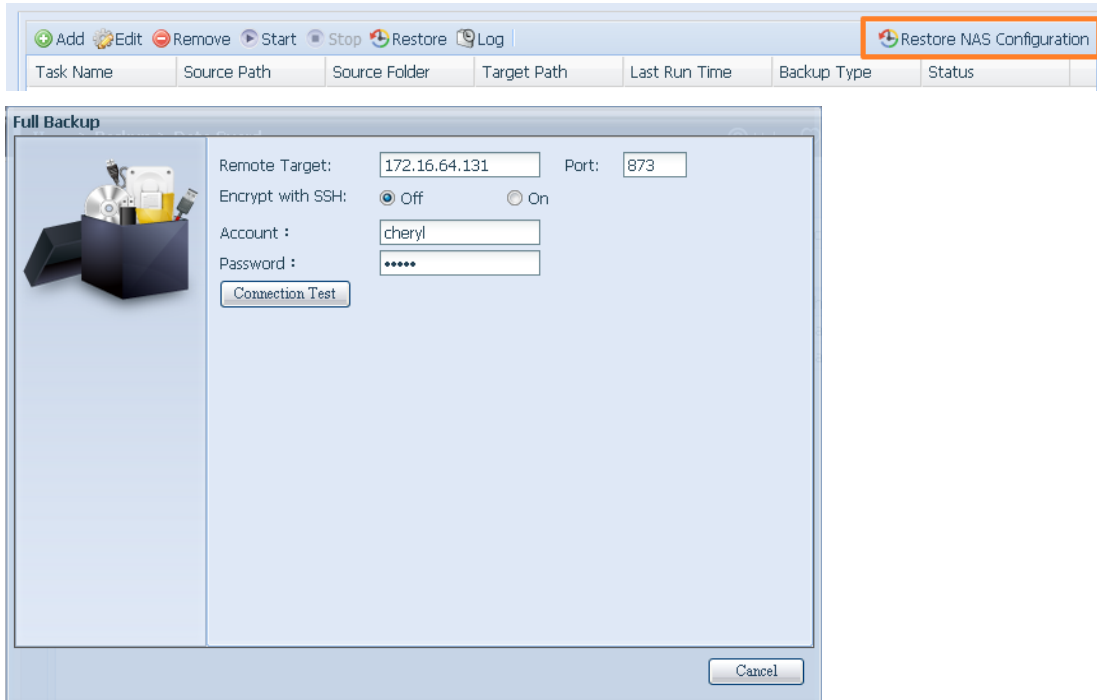 Add Edit Remove Start Stop Restore Log Restore NAS Configuration
Task Name Source Path Source Folder Target Path Last Run Time Backup Type Status
Full Backup
Remote Target: 172.16.64.131 Port: 873
Encrypt with SSH: Off On
Account : cheryl
Password : •••••
Connection Test
Cancel